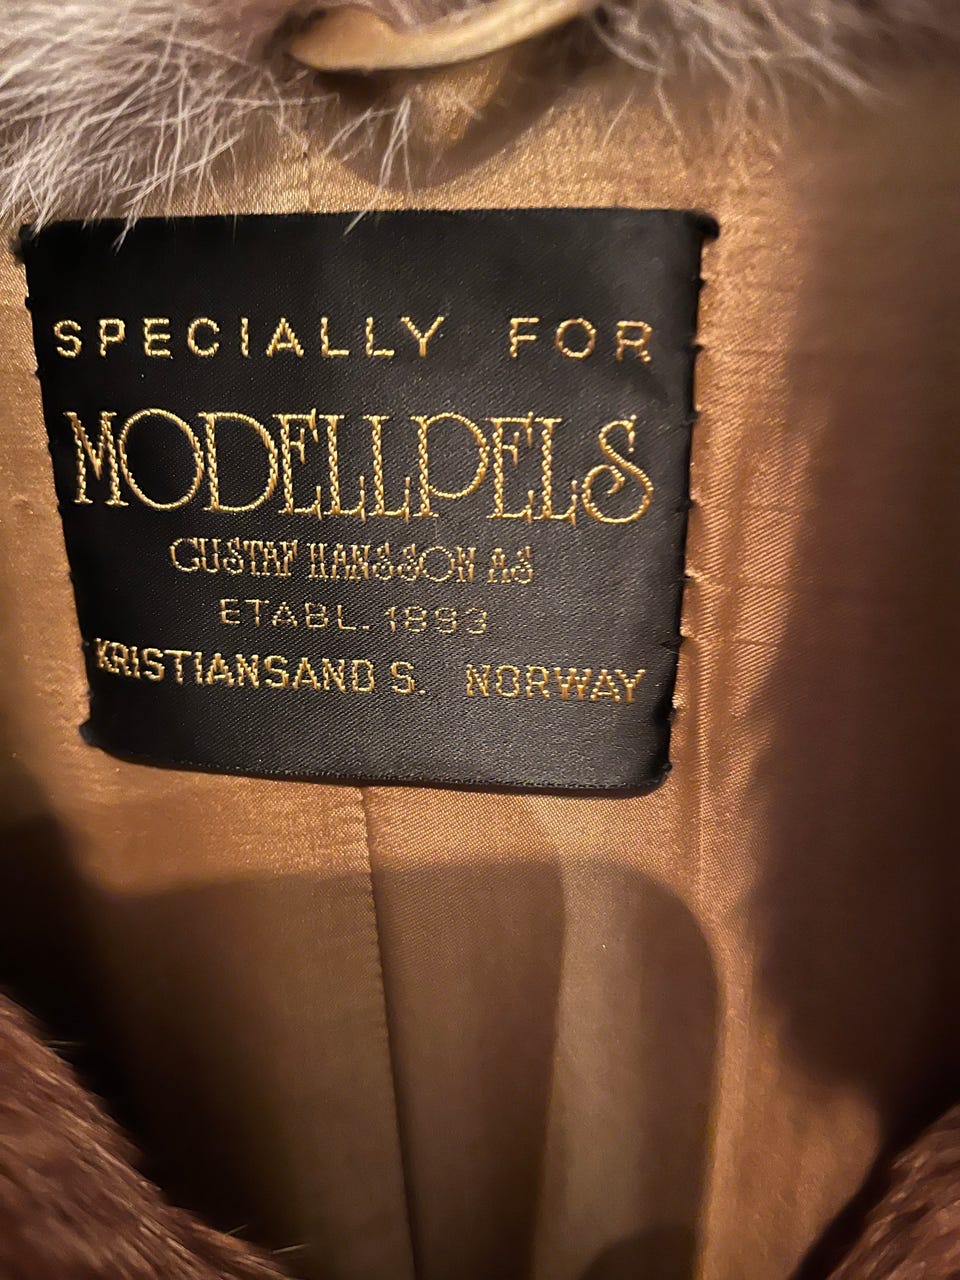 SPECIALLY FOR
MODELLPELS
GUSTAF HANSSON AS
ETABL. 1893
KRISTIANSAND S. NORWAY